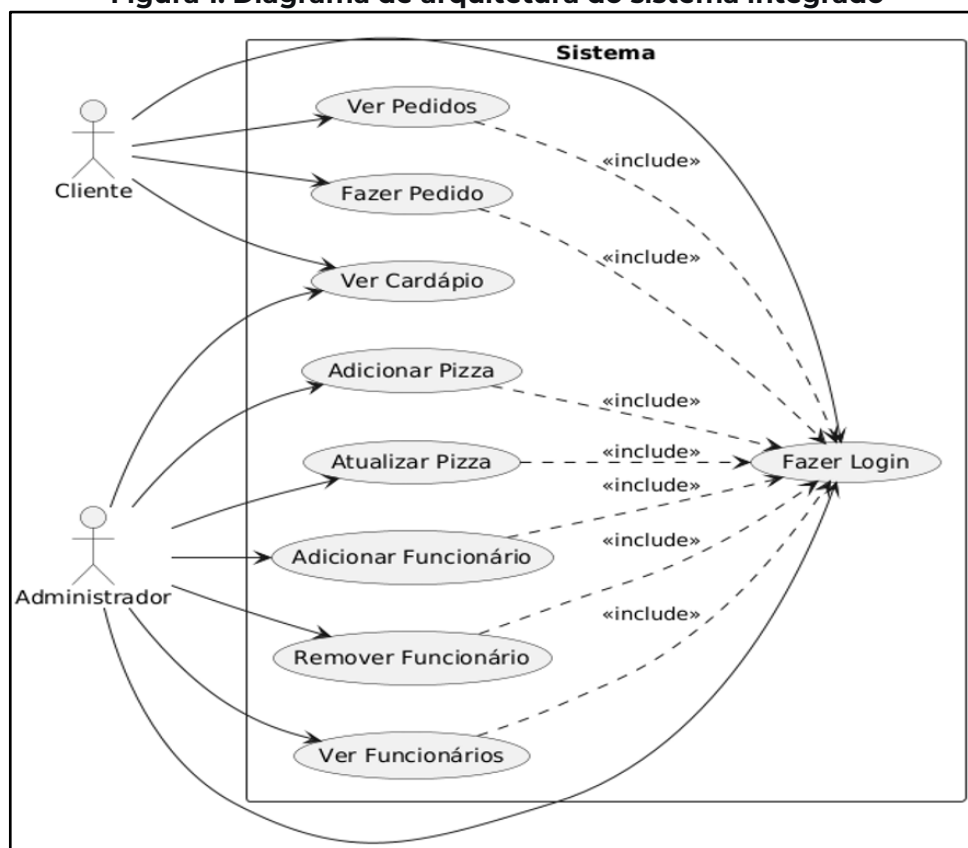 Figura 1. Diagrama de arquitetura do sistema integrado
Sistema
Ver Pedidos
«include»
Cliente
Fazer Pedido
«include»
Ver Cardápio
Adicionar Pizza
«include»
Atualizar Pizza
«include»
Fazer Login
«include»
Adicionar Funcionário
«include»
Administrador
«include»
Remover Funcionário
Ver Funcionários